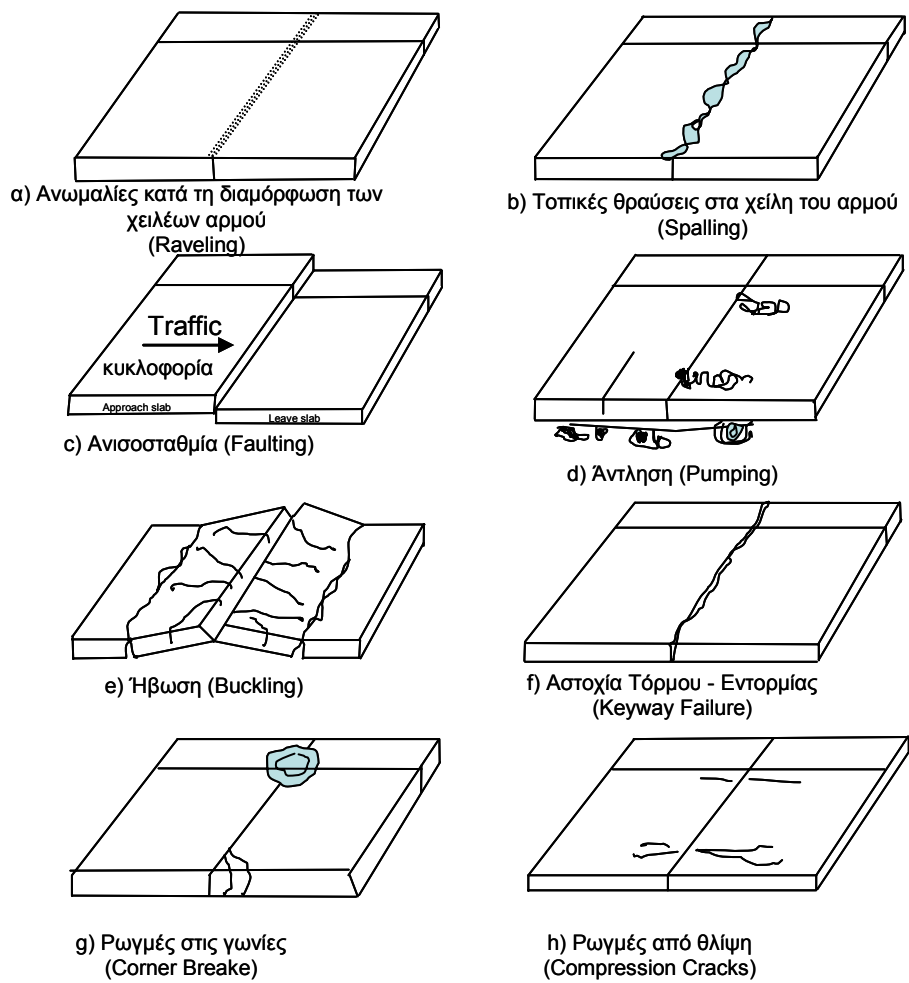 α) Ανωμαλίες κατά τη διαμόρφωση των
χειλέων αρμού
(Raveling)
b) Τοπικές θραύσεις στα χείλη του αρμού
(Spalling)
Traffic
κυκλοφορία
Approach slab
Leave slab
c) Ανισοσταθμία (Faulting)
d) Άντληση (Pumping)
e) Ήβωση (Buckling)
f) Αστοχία Τόρμου - Εντορμίας
(Keyway Failure)
g) Ρωγμές στις γωνίες
(Corner Breake)
h) Ρωγμές από θλίψη
(Compression Cracks)